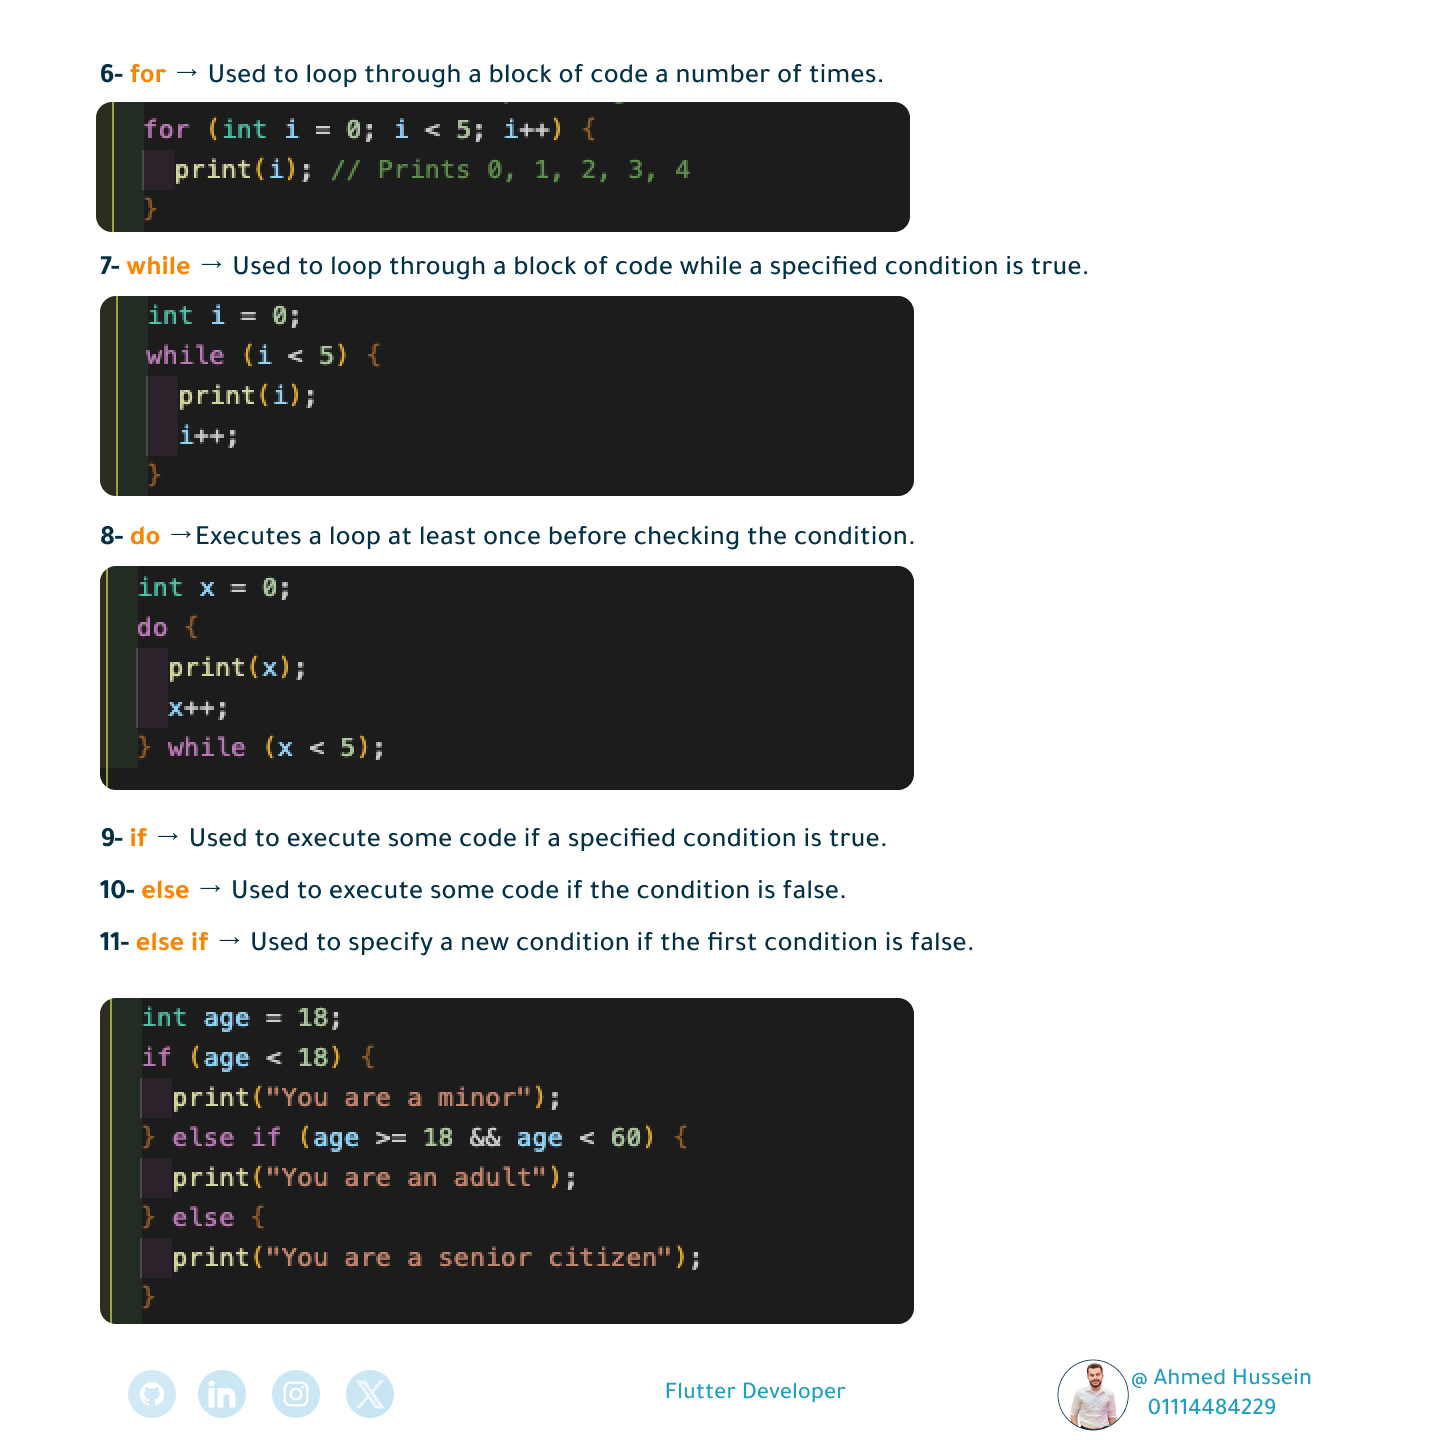 6- for → Used to loop through a block of code a number of times.
for (int i = 0; i < 5; i++) {
print(i); // Prints 0, 1, 2, 3, 4
}
7- while → Used to loop through a block of code while a specified condition is true.
int i = 0;
while (i < 5) {
print(i);
i++;
}
8- do →Executes a loop at least once before checking the condition.
int x = 0;
do {
print(x);
x++;
} while (x < 5);
9- if → Used to execute some code if a specified condition is true.
10- else → Used to execute some code if the condition is false.
11- else if → Used to specify a new condition if the first condition is false.
int age = 18;
if (age < 18) {
print("You are a minor");
} else if (age >= 18 && age < 60) {
print("You are an adult");
} else {
print("You are a senior citizen");
}
Flutter Developer
@ Ahmed Hussein
01114484229